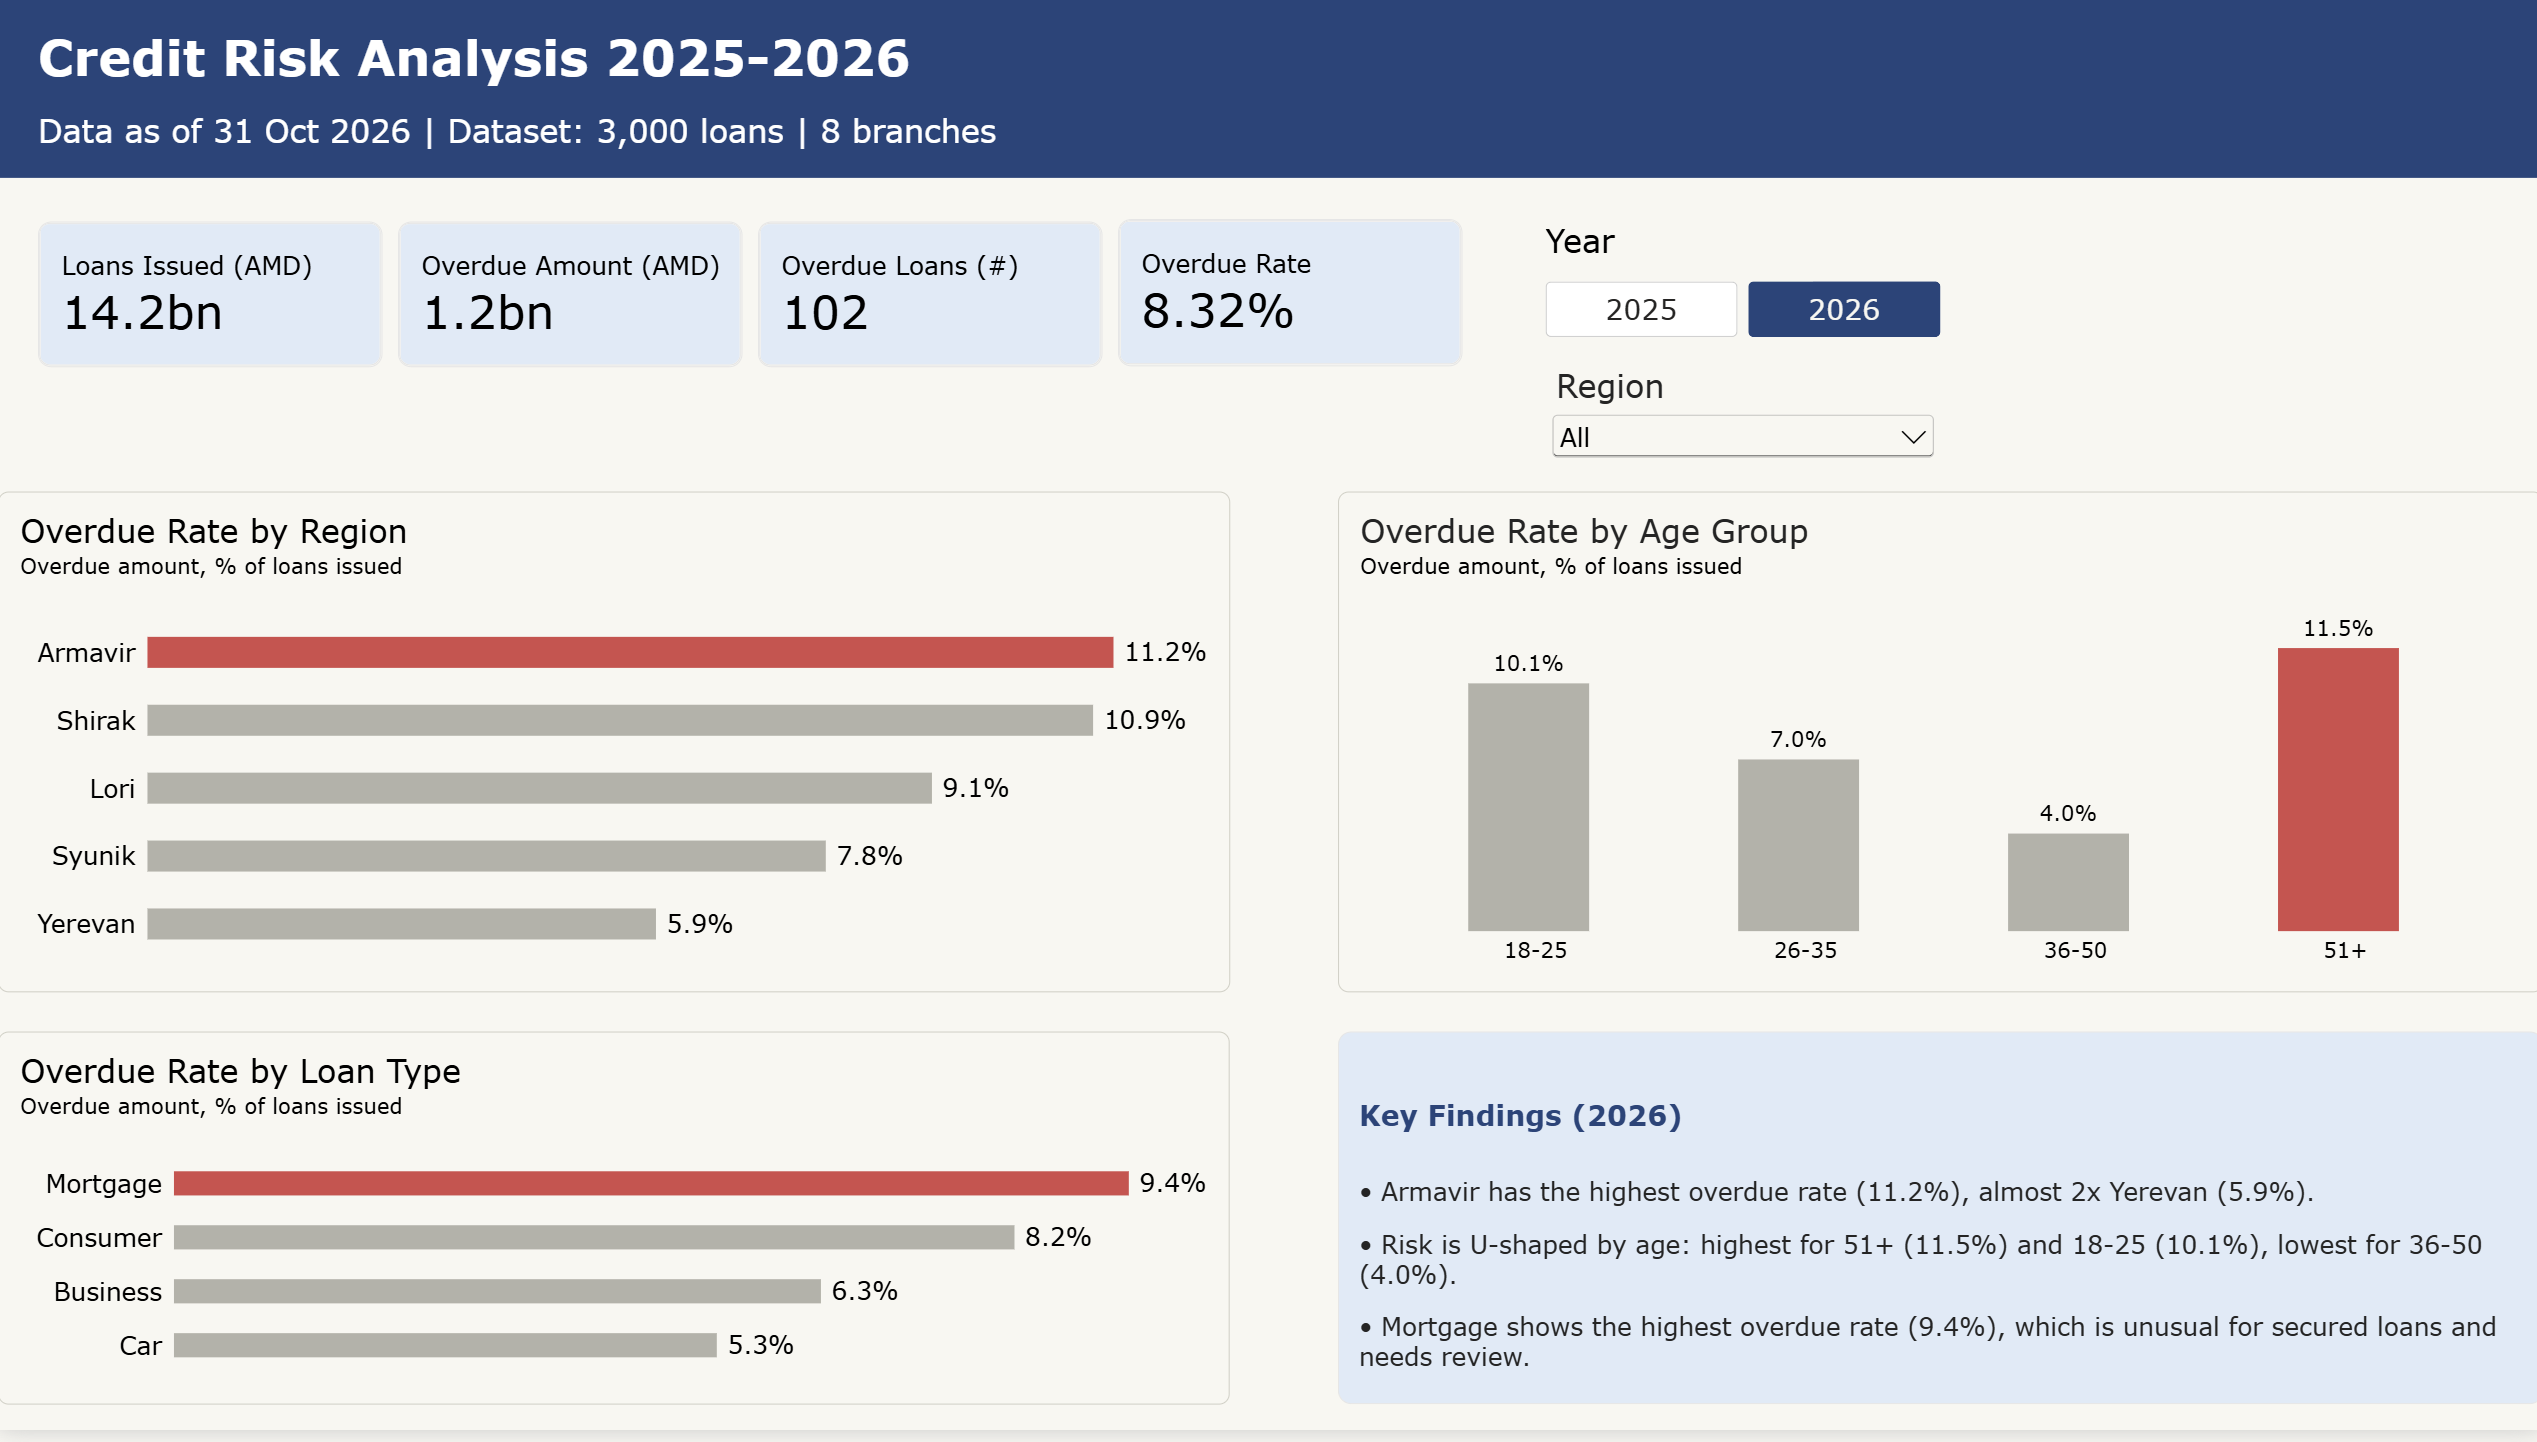 Credit Risk Analysis 2025-2026
Data as of 31 Oct 2026 | Dataset: 3,000 loans | 8 branches
Loans Issued (AMD)
14.2bn
Overdue Amount (AMD)
1.2bn
Overdue Loans (#)
102
Overdue Rate
8.32%
Year
2025
2026
Region
All
Overdue Rate by Region
Overdue amount, % of loans issued
Armavir 11.2%
Shirak 10.9%
Lori 9.1%
Syunik 7.8%
Yerevan 5.9%
Overdue Rate by Age Group
Overdue amount, % of loans issued
10.1%
7.0%
4.0%
11.5%
18-25
26-35
36-50
51+
Overdue Rate by Loan Type
Overdue amount, % of loans issued
Mortgage 9.4%
Consumer 8.2%
Business 6.3%
Car 5.3%
Key Findings (2026)
• Armavir has the highest overdue rate (11.2%), almost 2x Yerevan (5.9%).
• Risk is U-shaped by age: highest for 51+ (11.5%) and 18-25 (10.1%), lowest for 36-50
(4.0%).
• Mortgage shows the highest overdue rate (9.4%), which is unusual for secured loans and
needs review.